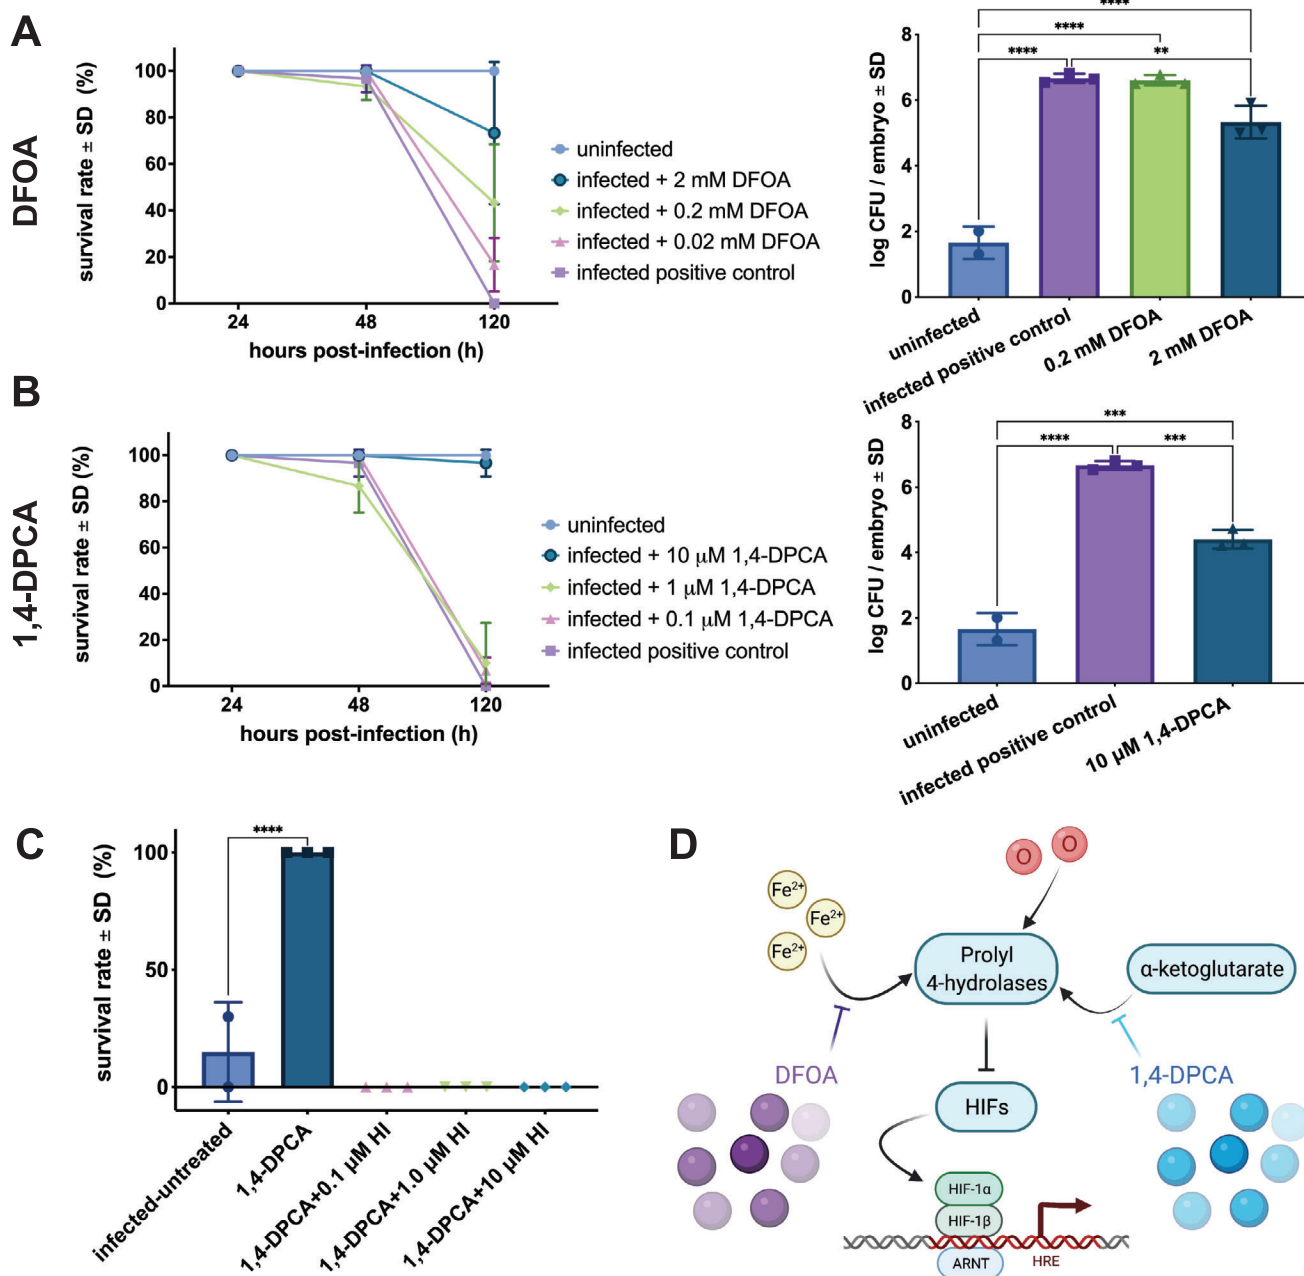 A
DFOA
survival rate ± SD (%)
100
80
60
40
20
0
24 48 120
hours post-infection (h)
uninfected
infected + 2 mM DFOA
infected + 0.2 mM DFOA
infected + 0.02 mM DFOA
infected positive control
log CFU / embryo ± SD
8
6
4
2
0
****
****
**** **
uninfected
infected positive control
0.2 mM DFOA
2 mM DFOA
B
1,4-DPCA
survival rate ± SD (%)
100
80
60
40
20
0
24 48 120
hours post-infection (h)
uninfected
infected + 10 µM 1,4-DPCA
infected + 1 µM 1,4-DPCA
infected + 0.1 µM 1,4-DPCA
infected positive control
log CFU / embryo ± SD
8
6
4
2
0
***
**** ***
uninfected
infected positive control
10 µM 1,4-DPCA
C
survival rate ± SD (%)
100
50
0
****
infected-untreated
1,4-DPCA
1,4-DPCA+0.1 µM HI
1,4-DPCA+1.0 µM HI
1,4-DPCA+10 µM HI
D
O O
Fe2+
Fe2+
Fe2+
Prolyl
4-hydrolases
α-ketoglutarate
DFOA
1,4-DPCA
HIFs
HIF-1α
HIF-1β
ARNT
HRE